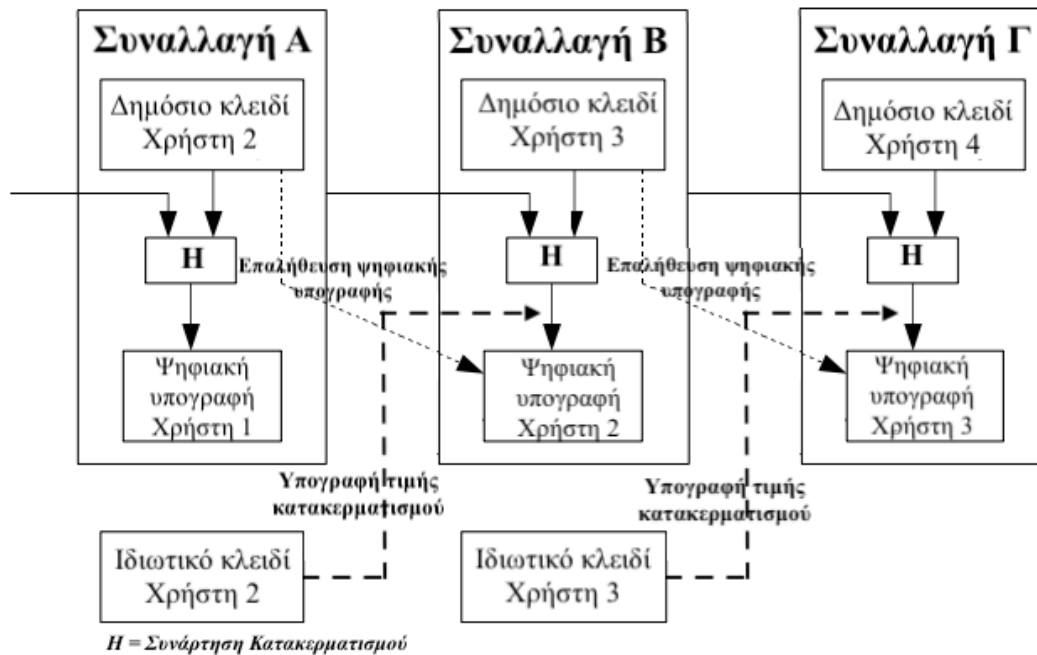 Συναλλαγή Α
Δημόσιο κλειδί
Χρήστη 2
Η
Ψηφιακή
υπογραφή
Χρήστη 1
Συναλλαγή Β
Δημόσιο κλειδί
Χρήστη 3
Η
Επαλήθευση ψηφιακής
υπογραφής
Ψηφιακή
υπογραφή
Χρήστη 2
Συναλλαγή Γ
Δημόσιο κλειδί
Χρήστη 4
Η
Επαλήθευση ψηφιακής
υπογραφής
Ψηφιακή
υπογραφή
Χρήστη 3
Υπογραφή τιμής
κατακερματισμού
Υπογραφή τιμής
κατακερματισμού
Ιδιωτικό κλειδί
Χρήστη 2
Ιδιωτικό κλειδί
Χρήστη 3
Η = Συνάρτηση Κατακερματισμού